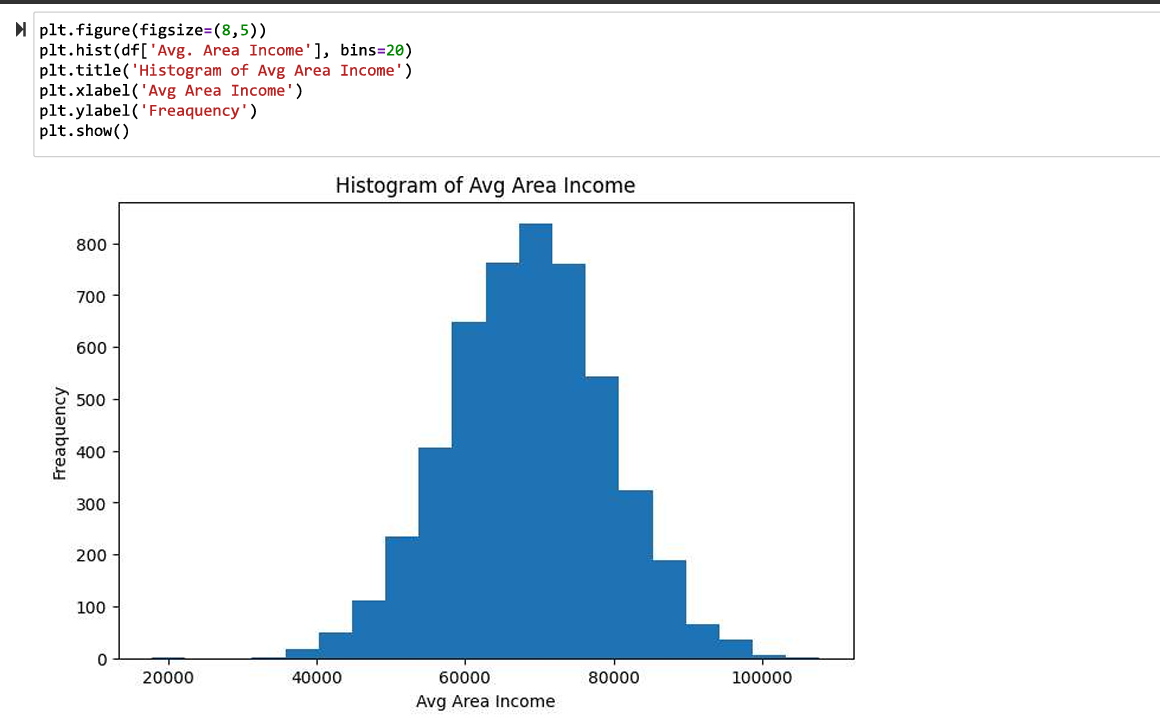 plt.figure(figsize=(8,5))
plt.hist(df['Avg. Area Income'], bins=20)
plt.title('Histogram of Avg Area Income')
plt.xlabel('Avg Area Income')
plt.ylabel('Freaquency')
plt.show()
Histogram of Avg Area Income
800
700
600
500
400
300
200
100
0
Freaquency
20000 40000 60000 80000 100000
Avg Area Income